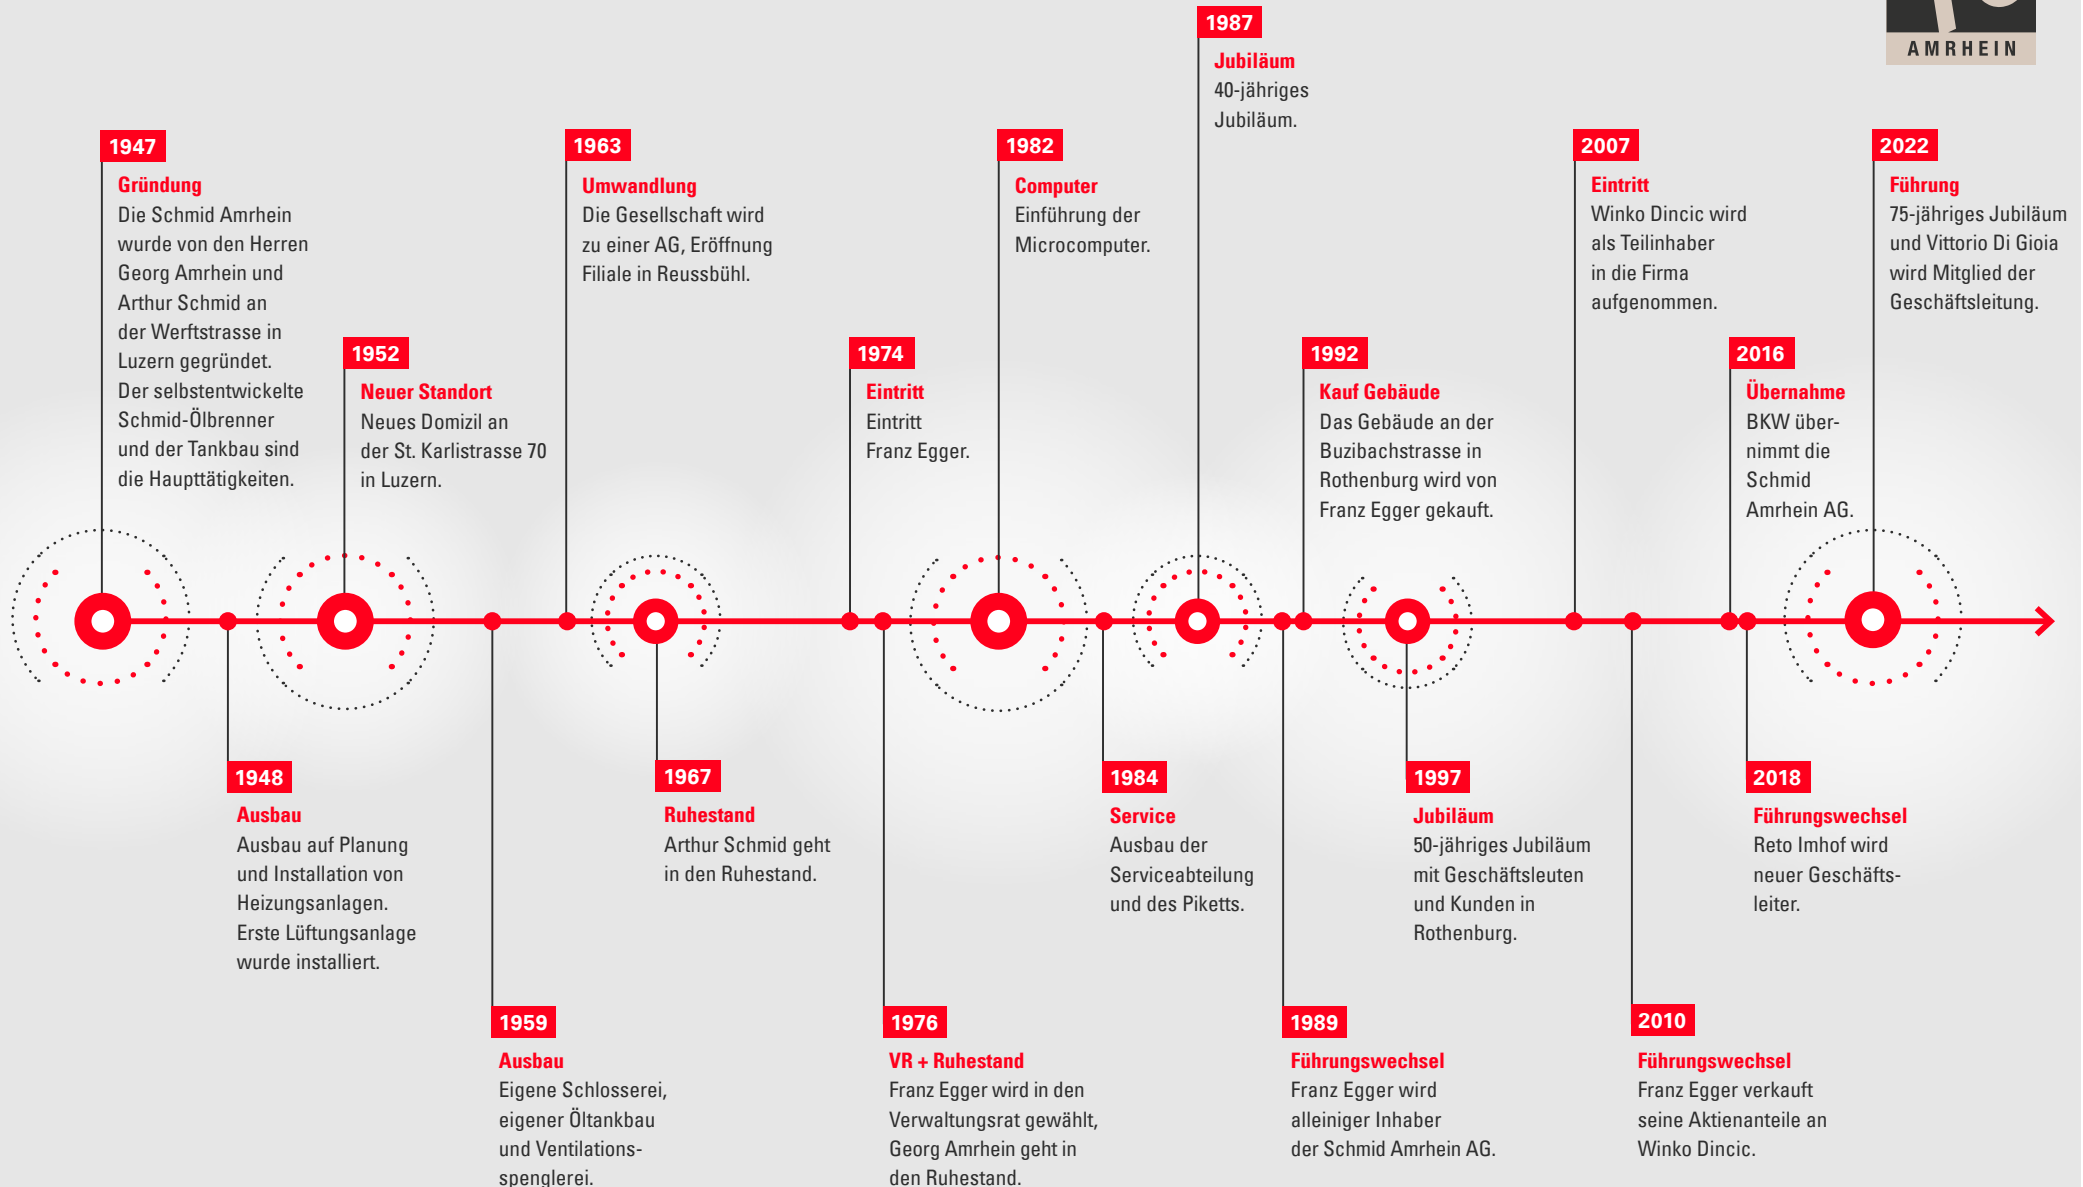 AMRHEIN
1947
Gründung
Die Schmid Amrhein
wurde von den Herren
Georg Amrhein und
Arthur Schmid an
der Werftstrasse in
Luzern gegründet.
Der selbstentwickelte
Schmid-Ölbrenner
und der Tankbau sind
die Haupttätigkeiten.
1948
Ausbau
Ausbau auf Planung
und Installation von
Heizungsanlagen.
Erste Lüftungsanlage
wurde installiert.
1952
Neuer Standort
Neues Domizil an
der St. Karlistrasse 70
in Luzern.
1959
Ausbau
Eigene Schlosserei,
eigener Öltankbau
und Ventilations-
spenglerei.
1963
Umwandlung
Die Gesellschaft wird
zu einer AG, Eröffnung
Filiale in Reussbühl.
1967
Ruhestand
Arthur Schmid geht
in den Ruhestand.
1974
Eintritt
Eintritt
Franz Egger.
1976
VR + Ruhestand
Franz Egger wird in den
Verwaltungsrat gewählt,
Georg Amrhein geht in
den Ruhestand.
1982
Computer
Einführung der
Microcomputer.
1984
Service
Ausbau der
Serviceabteilung
und des Piketts.
1987
Jubiläum
40-jähriges
Jubiläum.
1989
Führungswechsel
Franz Egger wird
alleiniger Inhaber
der Schmid Amrhein AG.
1992
Kauf Gebäude
Das Gebäude an der
Buzibachstrasse in
Rothenburg wird von
Franz Egger gekauft.
1997
Jubiläum
50-jähriges Jubiläum
mit Geschäftsleuten
und Kunden in
Rothenburg.
2007
Eintritt
Winko Dincic wird
als Teilinhaber
in die Firma
aufgenommen.
2010
Führungswechsel
Franz Egger verkauft
seine Aktienanteile an
Winko Dincic.
2016
Übernahme
BKW über-
nimmt die
Schmid
Amrhein AG.
2018
Führungswechsel
Reto Imhof wird
neuer Geschäfts-
leiter.
2022
Führung
75-jähriges Jubiläum
und Vittorio Di Gioia
wird Mitglied der
Geschäftsleitung.